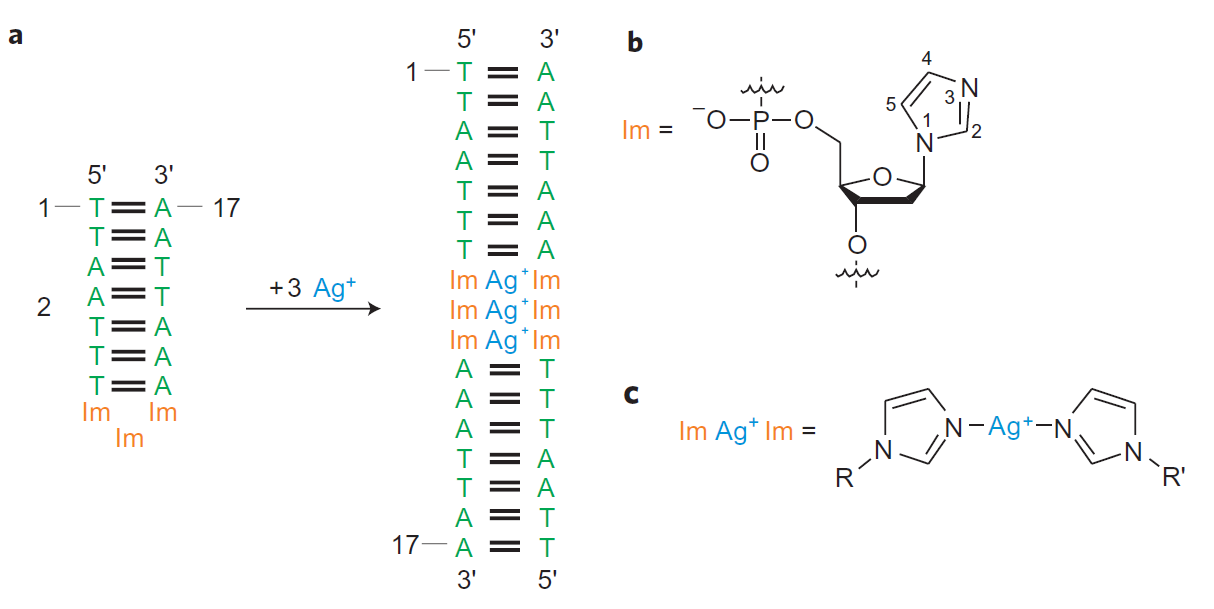 a
5' 3'
1 T A 17
T A
A T
2
A T
T A
T A
T A
Im Im
Im
+3 Ag+
5' 3'
1 T A
T A
A T
A T
T A
T A
T A
Im Ag+ Im
Im Ag+ Im
Im Ag+ Im
A T
A T
A T
T A
T A
A T
17 A T
3' 5'
b
Im =
−O P O
O
O
O
N
N
1
2
3
4
5
c
Im Ag+ Im =
N Ag+ N
N N
R R'